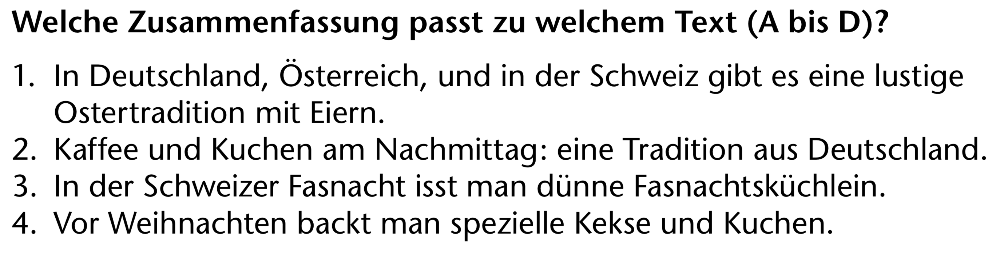 Welche Zusammenfassung passt zu welchem Text (A bis D)?
1. In Deutschland, Österreich, und in der Schweiz gibt es eine lustige
Ostertradition mit Eiern.
2. Kaffee und Kuchen am Nachmittag: eine Tradition aus Deutschland.
3. In der Schweizer Fasnacht isst man dünne Fasnachtsküchlein.
4. Vor Weihnachten backt man spezielle Kekse und Kuchen.